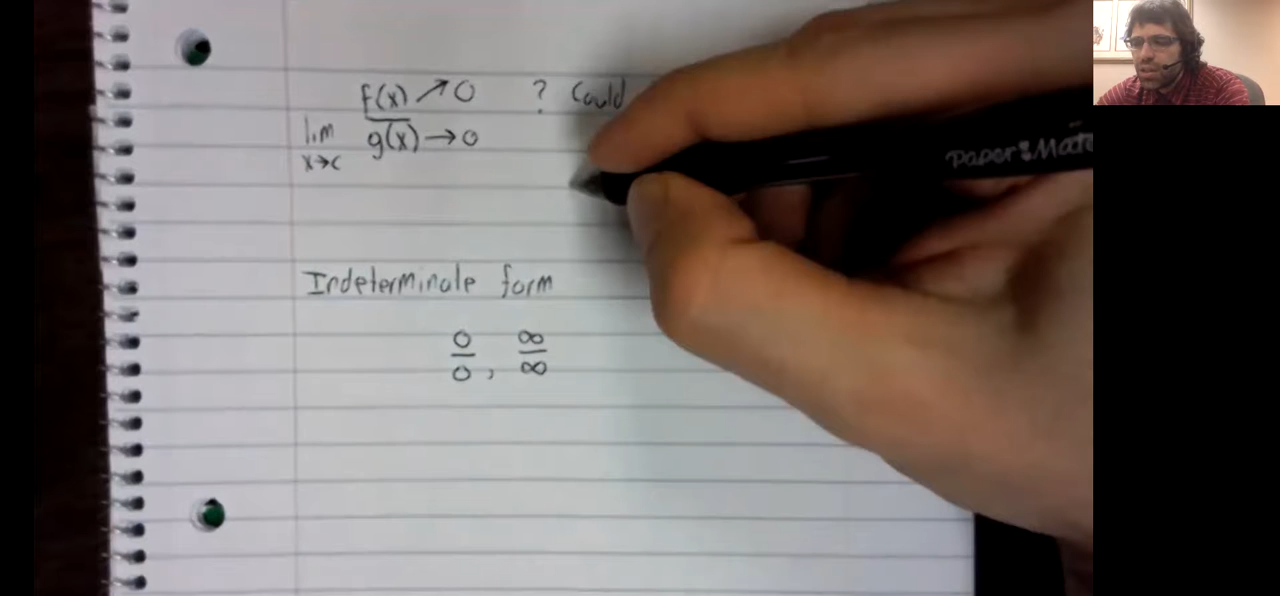 f(x) ↗ 0 ? Could
lim g(x) → 0
x→c
Indeterminate form
0/0, ∞/∞
Paper:Mate